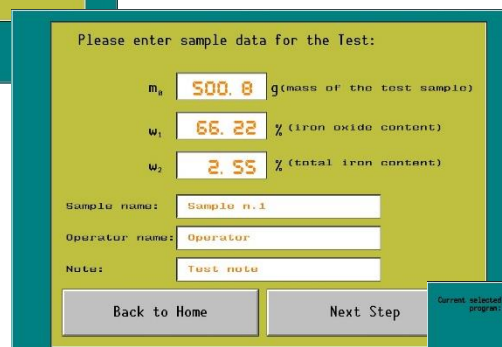 Please enter sample data for the Test:
m₀ 500.8 g(mass of the test sample)
w₁ 66.22 % (iron oxide content)
w₂ 2.55 % (total iron content)
Sample name: Sample n.1
Operator name: Operator
Note: Test note
Back to Home Next Step
Current selected
program: